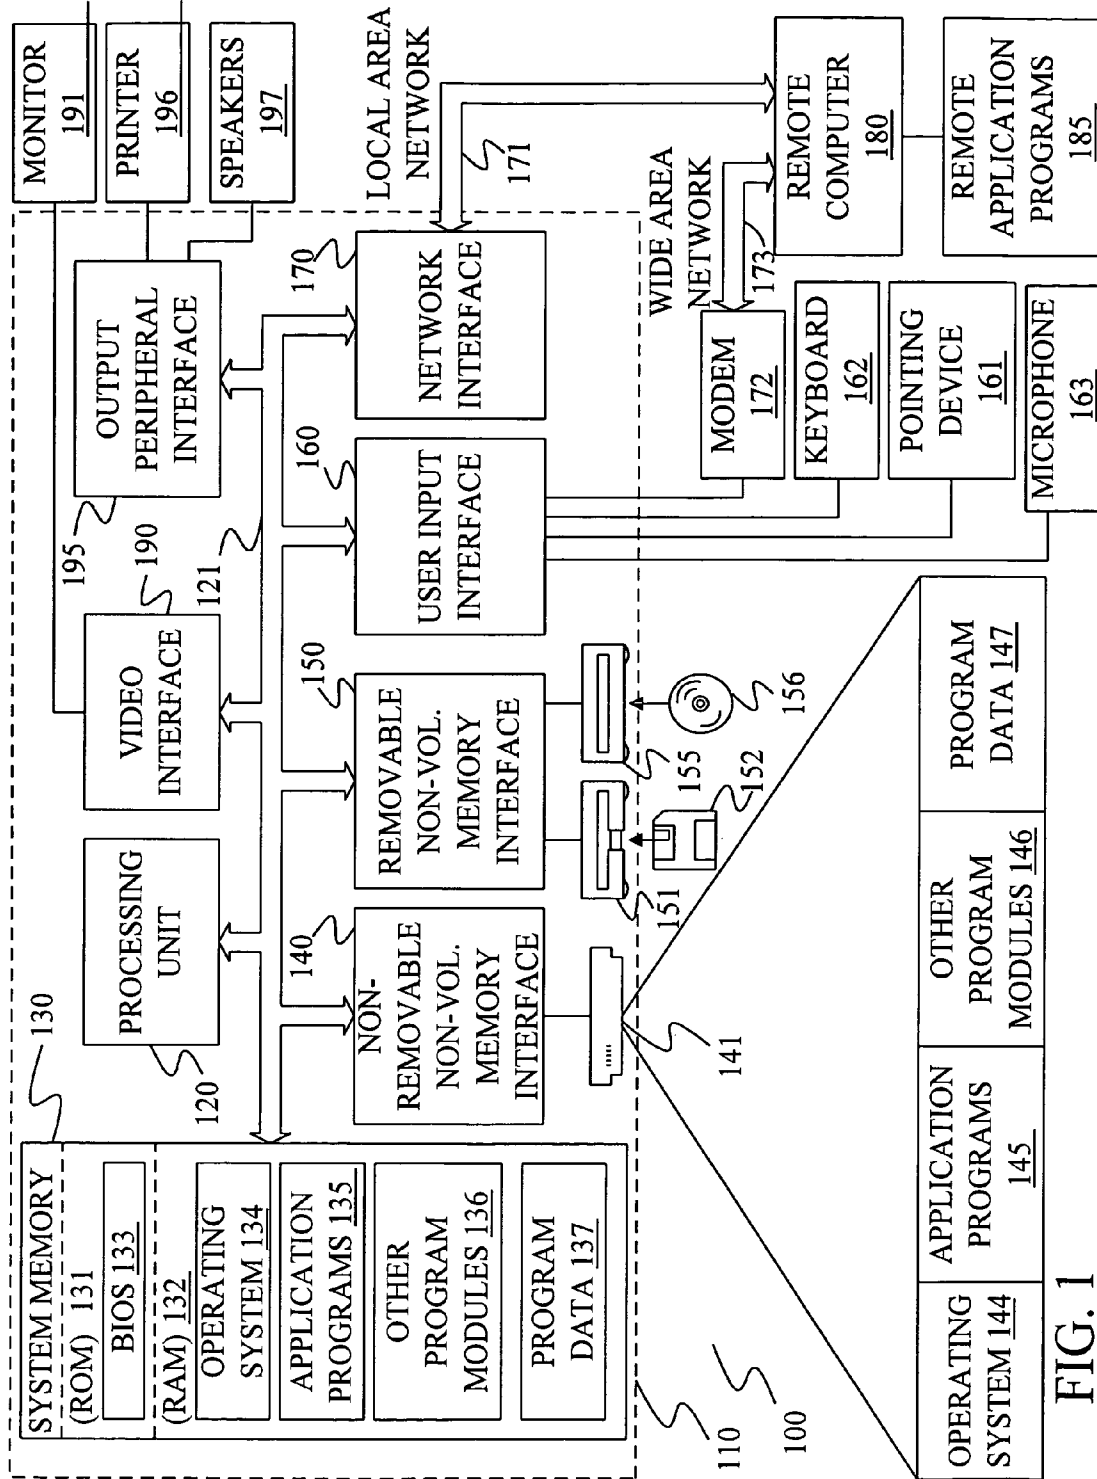 SYSTEM MEMORY
130
(ROM) 131
BIOS 133
(RAM) 132
OPERATING
SYSTEM 134
APPLICATION
PROGRAMS 135
OTHER
PROGRAM
MODULES 136
PROGRAM
DATA 137
PROCESSING
UNIT
120
VIDEO
INTERFACE
190
OUTPUT
PERIPHERAL
INTERFACE
195
121
MONITOR
191
PRINTER
196
SPEAKERS
197
NON-
REMOVABLE
NON-VOL.
MEMORY
INTERFACE
140
REMOVABLE
NON-VOL.
MEMORY
INTERFACE
150
USER INPUT
INTERFACE
160
NETWORK
INTERFACE
170
LOCAL AREA
NETWORK
171
141
151
152
155
156
WIDE AREA
NETWORK
173
MODEM
172
KEYBOARD
162
POINTING
DEVICE
161
MICROPHONE
163
REMOTE
COMPUTER
180
REMOTE
APPLICATION
PROGRAMS
185
110
100
OPERATING
SYSTEM 144
APPLICATION
PROGRAMS
145
OTHER
PROGRAM
MODULES 146
PROGRAM
DATA 147
FIG. 1